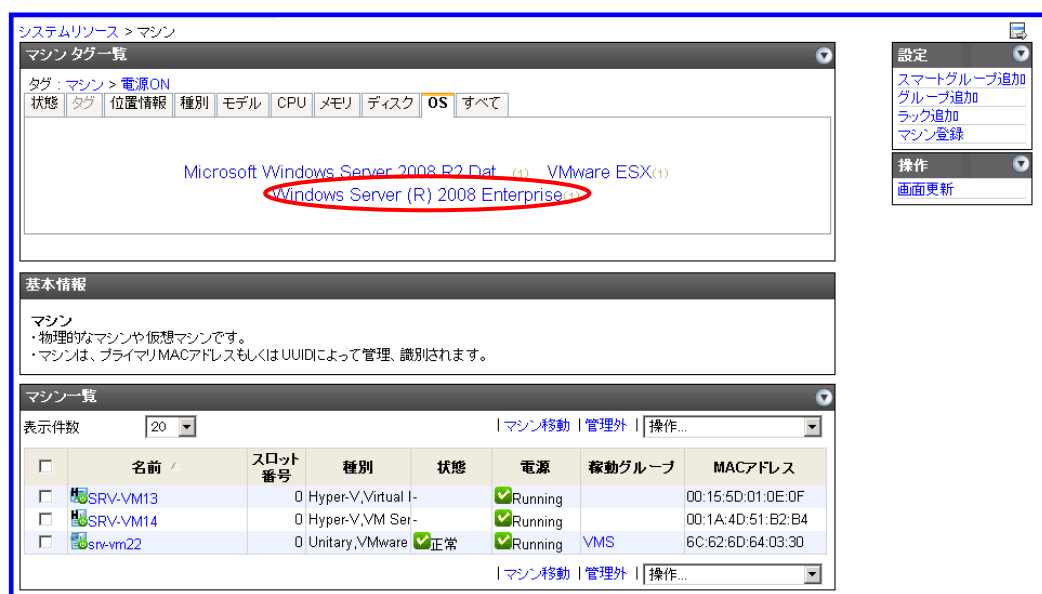 システムリソース > マシン
マシン タグ一覧
タグ : マシン > 電源ON
状態 タグ 位置情報 種別 モデル CPU メモリ ディスク OS すべて
Microsoft Windows Server 2008 R2 Dat... (1) VMware ESX(1)
Windows Server (R) 2008 Enterprise(1)
設定
スマートグループ追加
グループ追加
ラック追加
マシン登録
操作
画面更新
基本情報
マシン
・物理的なマシンや仮想マシンです。
・マシンは、プライマリMACアドレスもしくはUUIDによって管理、識別されます。
マシン一覧
表示件数 20 | マシン移動 | 管理外 | 操作...
名前 スロット番号 種別 状態 電源 稼動グループ MACアドレス
SRV-VM13 0 Hyper-V,Virtual I- Running 00:15:5D:01:0E:0F
SRV-VM14 0 Hyper-V,VM Ser- Running 00:1A:4D:51:B2:B4
srv-vm22 0 Unitary,VMware 正常 Running VMS 6C:62:6D:64:03:30
| マシン移動 | 管理外 | 操作...